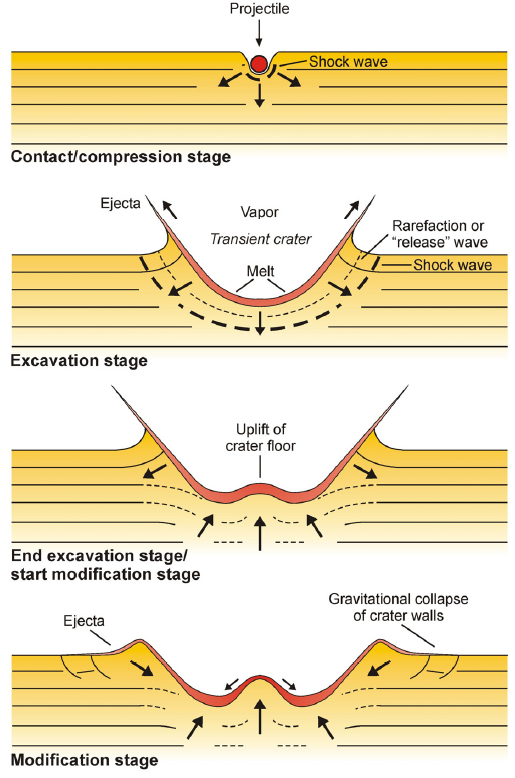 Projectile
Shock wave
Contact/compression stage
Ejecta
Vapor
Transient crater
Rarefaction or
"release" wave
Melt
Shock wave
Excavation stage
Uplift of
crater floor
End excavation stage/
start modification stage
Gravitational collapse
of crater walls
Ejecta
Modification stage